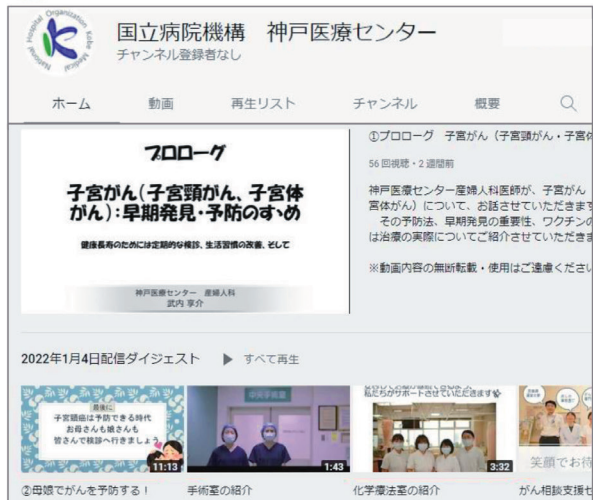 National Hospital Organization Kobe Medical
国立病院機構 神戸医療センター
チャンネル登録者なし
ホーム 動画 再生リスト チャンネル 概要
プロローグ
子宮がん(子宮頸がん、子宮体
がん):早期発見・予防のすゝめ
健康長寿のためには定期的な検診、生活習慣の改善、そして
神戸医療センター 産婦人科
武内 享介
①プロローグ 子宮がん(子宮頸がん・子宮体
56 回視聴・2 週間前
神戸医療センター産婦人科医師が、子宮がん
宮体がん)について、お話させていただきます
その予防法、早期発見の重要性、ワクチンの
は治療の実際についてご紹介させていただきま
※動画内容の無断転載・使用はご遠慮くださ
2022年1月4日配信ダイジェスト ▶ すべて再生
最後に
子宮頸癌は予防できる時代
お母さんも娘さんも
皆さんで検診へ行きましょう
11:13
②母娘でがんを予防する!
中央手術室
1:43
手術室の紹介
私たちがサポートさせていただきます
3:32
化学療法室の紹介
笑顔でお待
がん相談支援セ